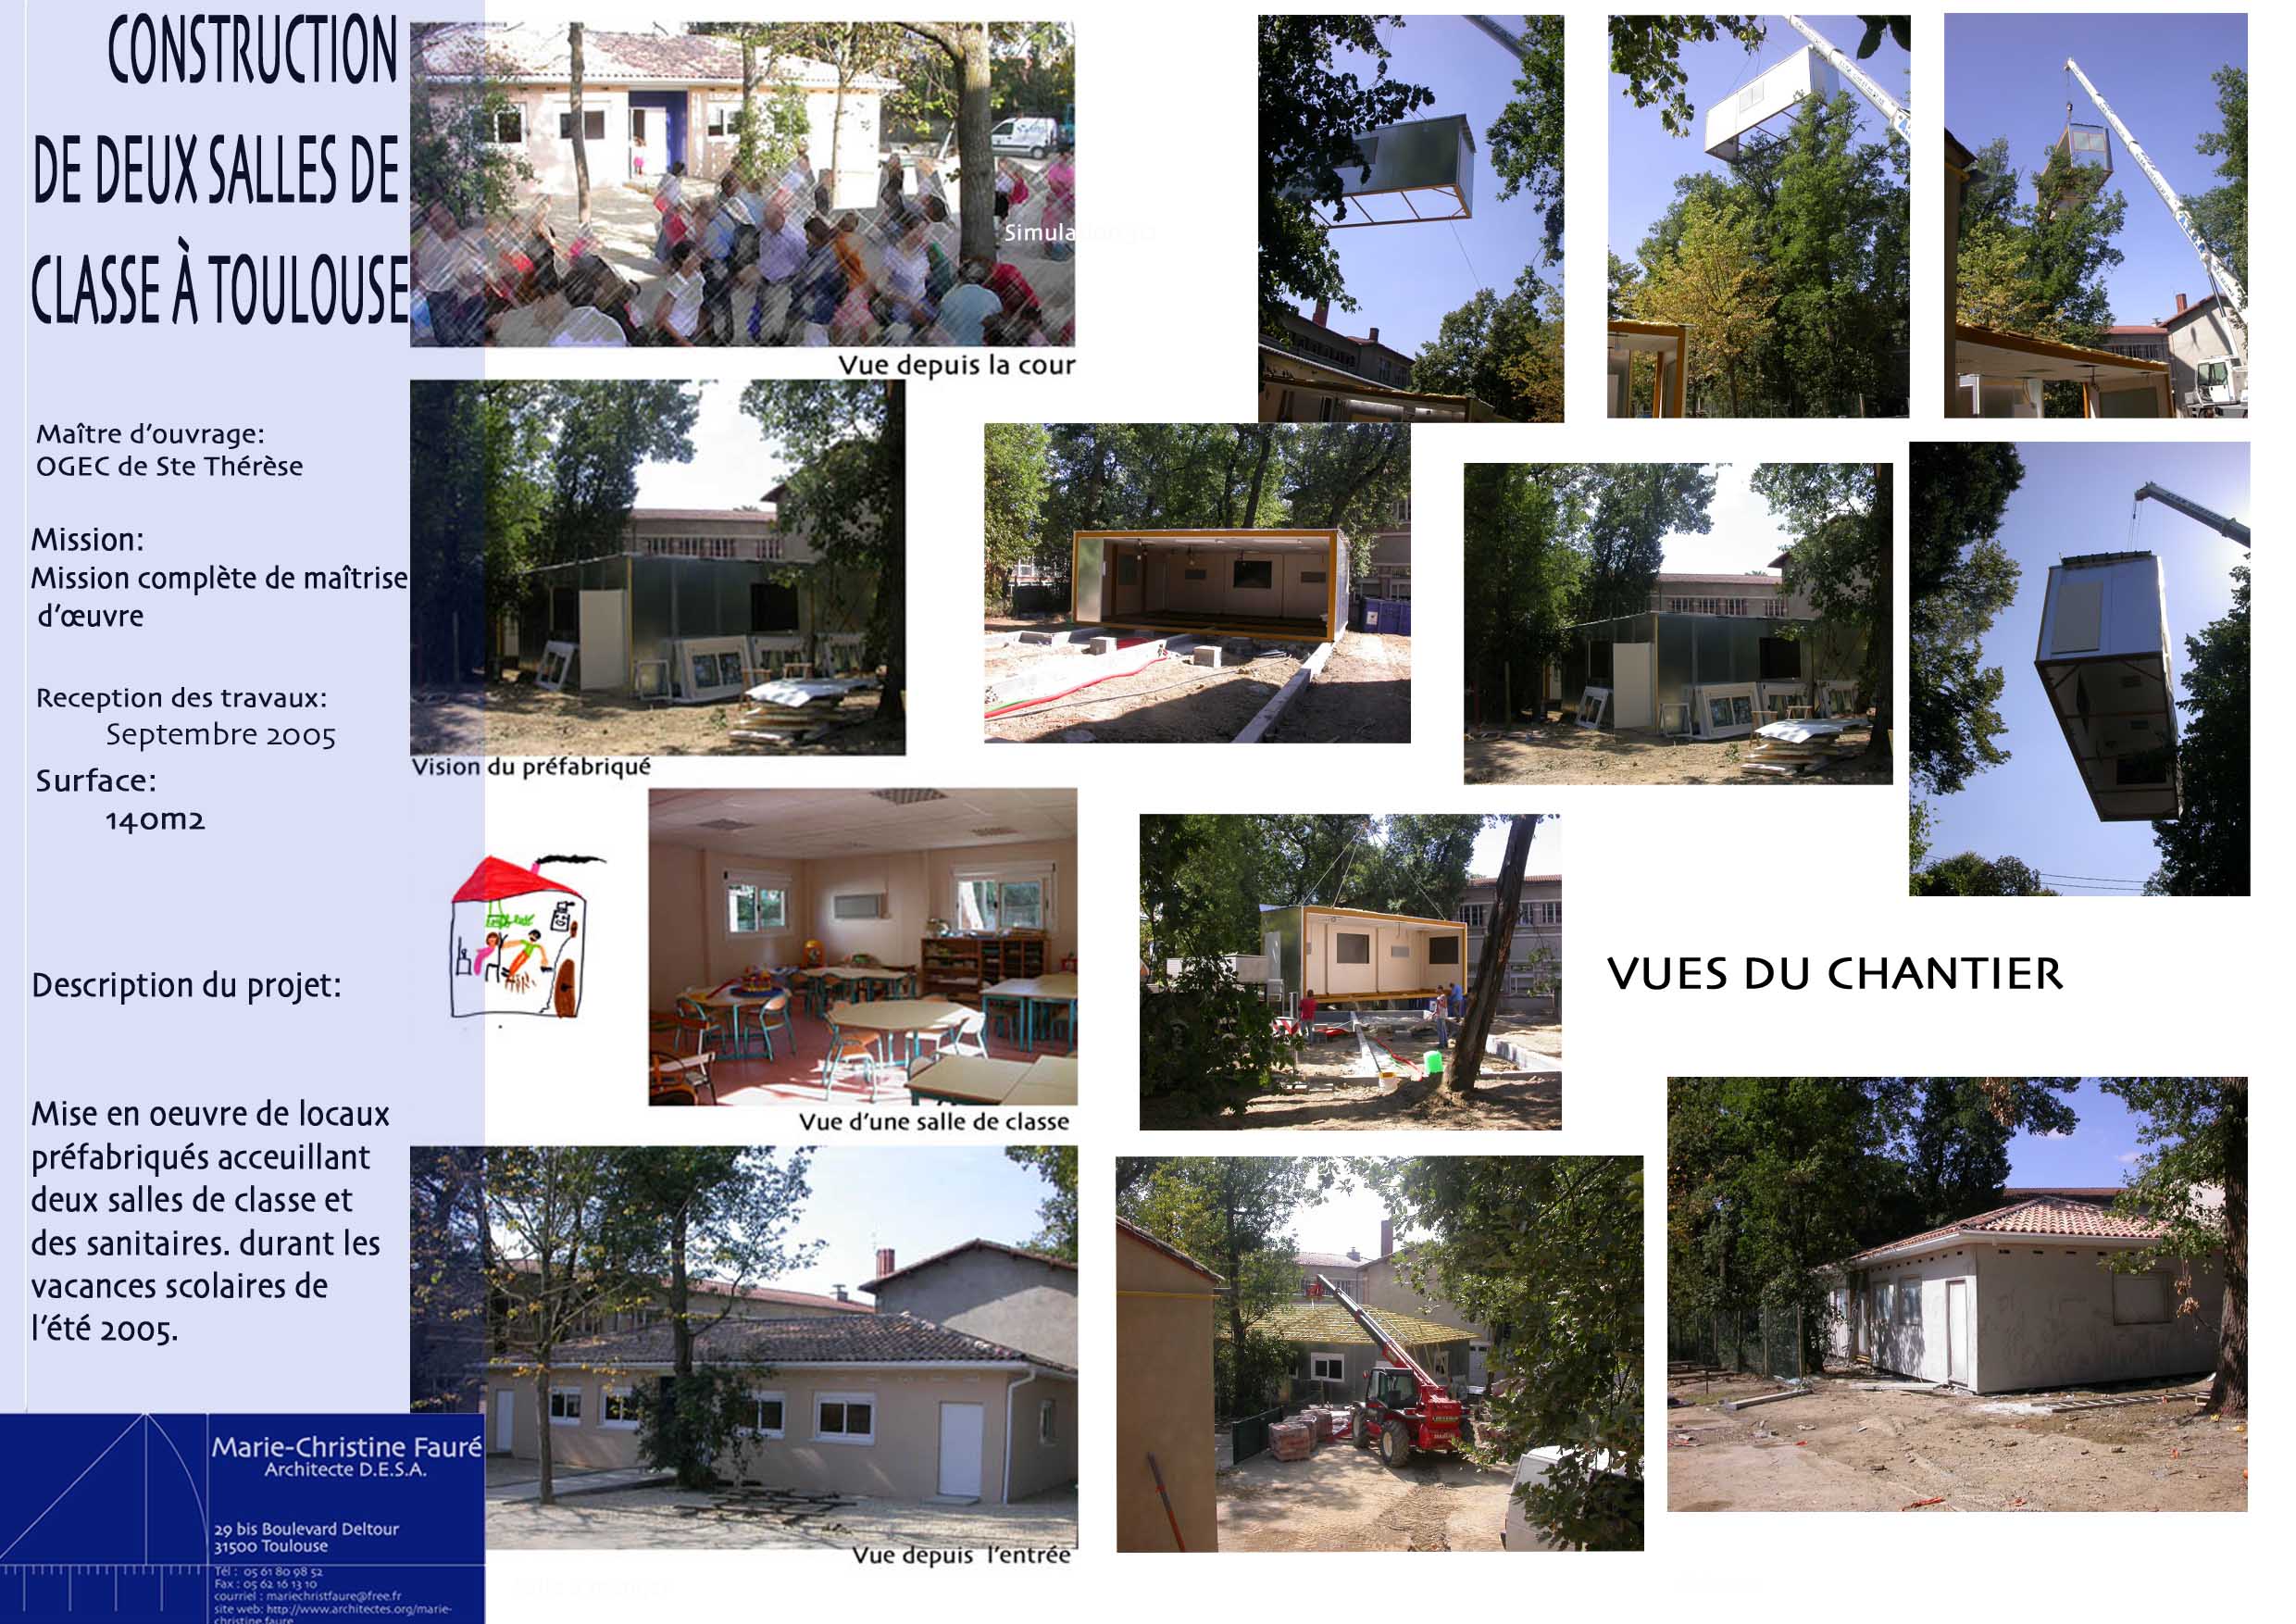 CONSTRUCTION
DE DEUX SALLES DE
CLASSE À TOULOUSE
Maître d'ouvrage:
OGEC de Ste Thérèse
Mission:
Mission complète de maîtrise
d'œuvre
Reception des travaux:
Septembre 2005
Surface:
140m2
Description du projet:
Mise en oeuvre de locaux
préfabriqués acceuillant
deux salles de classe et
des sanitaires. durant les
vacances scolaires de
l'été 2005.
Marie-Christine Fauré
Architecte D.E.S.A.
29 bis Boulevard Deltour
31500 Toulouse
Tél : 05 61 80 98 52
Fax : 05 62 16 13 10
courriel : mariechristfaure@free.fr
site web: http://www.architectes.org/marie-
christine.faure
Simula
Vue depuis la cour
Vision du préfabriqué
Vue d'une salle de classe
Vue depuis l'entrée
VUES DU CHANTIER